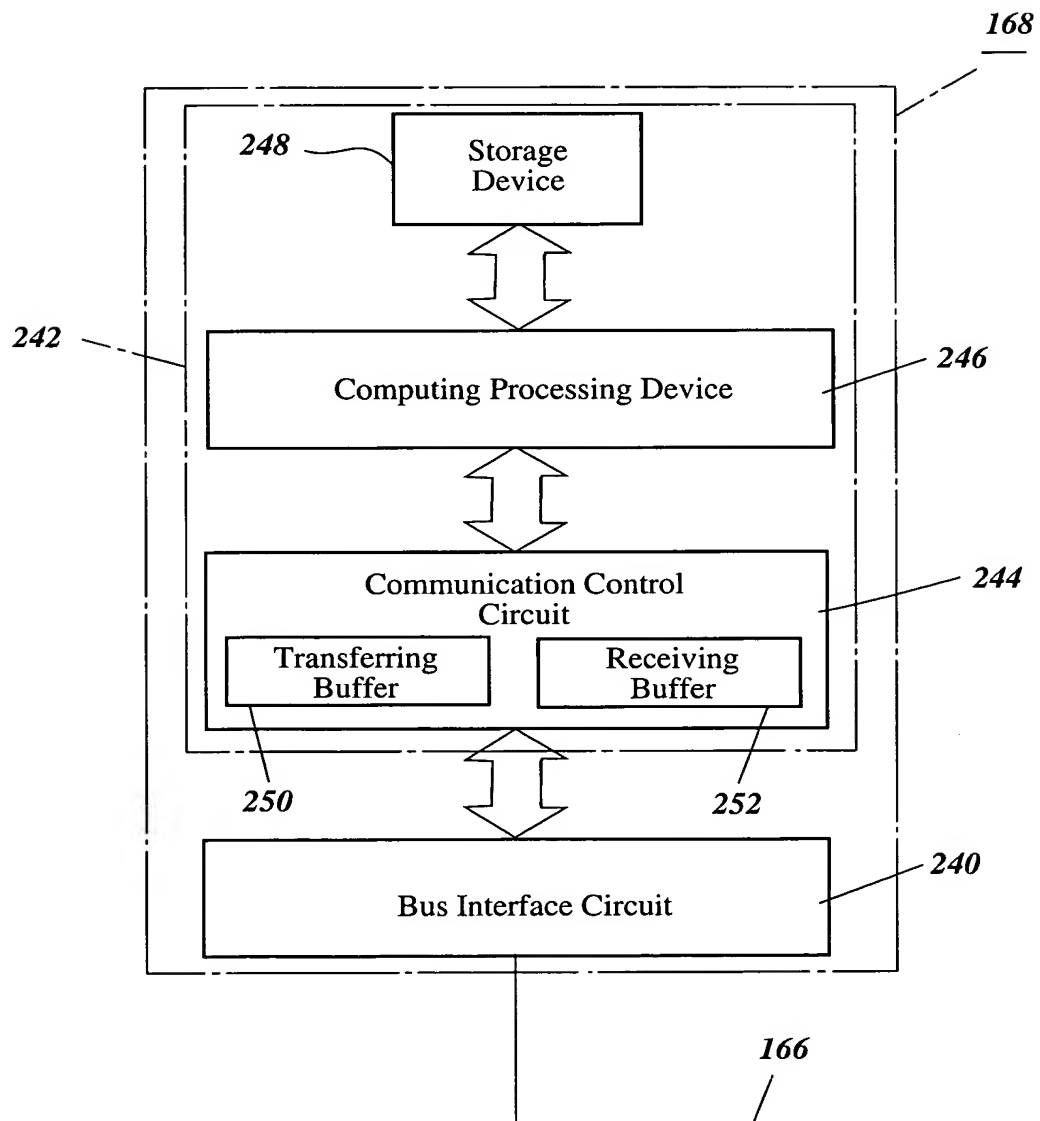 168
248
Storage
Device
242
246
Computing Processing Device
244
Communication Control
Circuit
Transferring
Buffer
Receiving
Buffer
250
252
240
Bus Interface Circuit
166